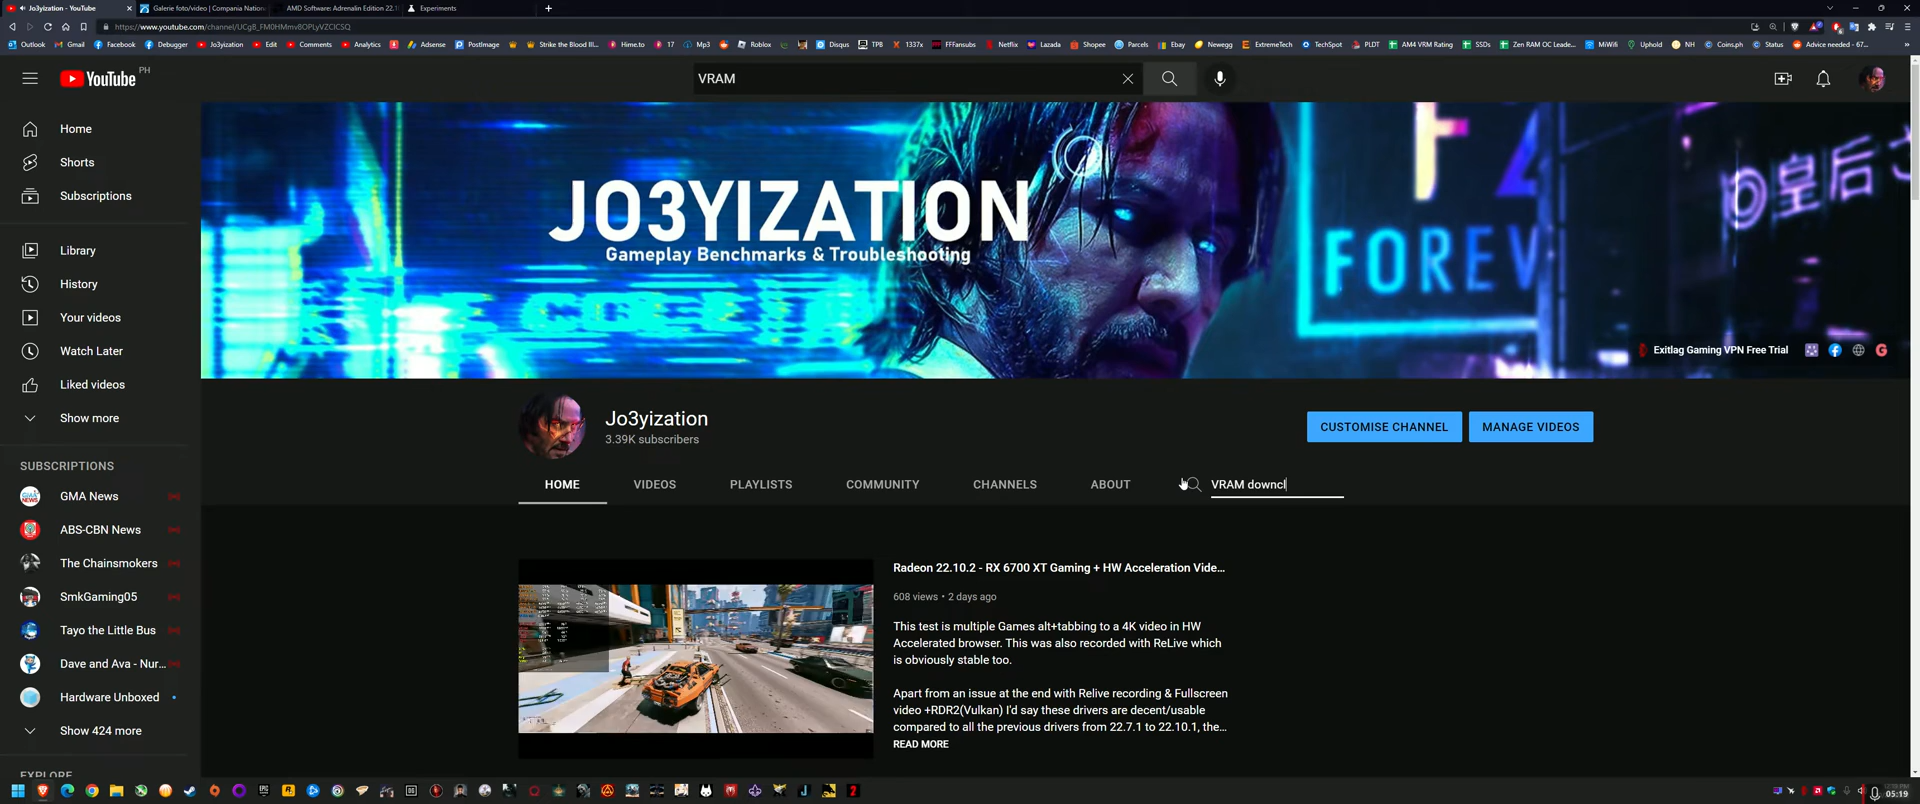 Jo3yization - YouTube
Galerie foto/video | Compania Nation
AMD Software: Adrenalin Edition 22.1
Experiments
https://www.youtube.com/channel/UCgB_FM0HMmv8OPLyVZCICSQ
Outlook
Gmail
Facebook
Debugger
Jo3yization
Edit
Comments
Analytics
Adsense
PostImage
Strike the Blood III...
Hime.to
17
Mp3
Roblox
Disqus
TPB
1337x
FFFansubs
Netflix
Lazada
Shopee
Parcels
Ebay
Newegg
ExtremeTech
TechSpot
PLDT
AM4 VRM Rating
SSDs
Zen RAM OC Leade...
MiWifi
Uphold
NH
Coins.ph
Status
Advice needed - 67...
YouTube PH
VRAM
Home
Shorts
Subscriptions
Library
History
Your videos
Watch Later
Liked videos
Show more
SUBSCRIPTIONS
GMA News
ABS-CBN News
The Chainsmokers
SmkGaming05
Tayo the Little Bus
Dave and Ava - Nur...
Hardware Unboxed
Show 424 more
EXPLORE
JO3YIZATION
Gameplay Benchmarks & Troubleshooting
FOREV
皇后
Exitlag Gaming VPN Free Trial
Jo3yization
3.39K subscribers
CUSTOMISE CHANNEL
MANAGE VIDEOS
HOME
VIDEOS
PLAYLISTS
COMMUNITY
CHANNELS
ABOUT
VRAM downcl
Radeon 22.10.2 - RX 6700 XT Gaming + HW Acceleration Vide...
608 views • 2 days ago
This test is multiple Games alt+tabbing to a 4K video in HW
Accelerated browser. This was also recorded with ReLive which
is obviously stable too.
Apart from an issue at the end with Relive recording & Fullscreen
video +RDR2(Vulkan) I'd say these drivers are decent/usable
compared to all the previous drivers from 22.7.1 to 22.10.1, the...
READ MORE
05:19